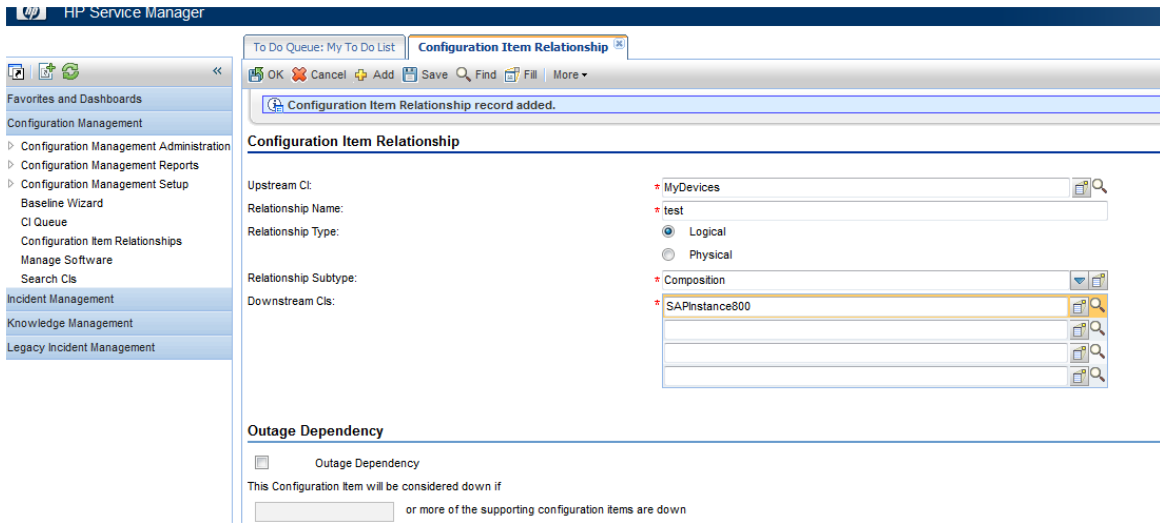 hp HP Service Manager
To Do Queue: My To Do List Configuration Item Relationship
«
OK Cancel Add Save Find Fill More
Favorites and Dashboards
Configuration Item Relationship record added.
Configuration Management
Configuration Management Administration
Configuration Management Reports
Configuration Management Setup
Baseline Wizard
CI Queue
Configuration Item Relationships
Manage Software
Search CIs
Incident Management
Knowledge Management
Legacy Incident Management
Configuration Item Relationship
Upstream CI: * MyDevices
Relationship Name: * test
Relationship Type: Logical
Physical
Relationship Subtype: * Composition
Downstream CIs: * SAPInstance800
Outage Dependency
Outage Dependency
This Configuration Item will be considered down if
or more of the supporting configuration items are down